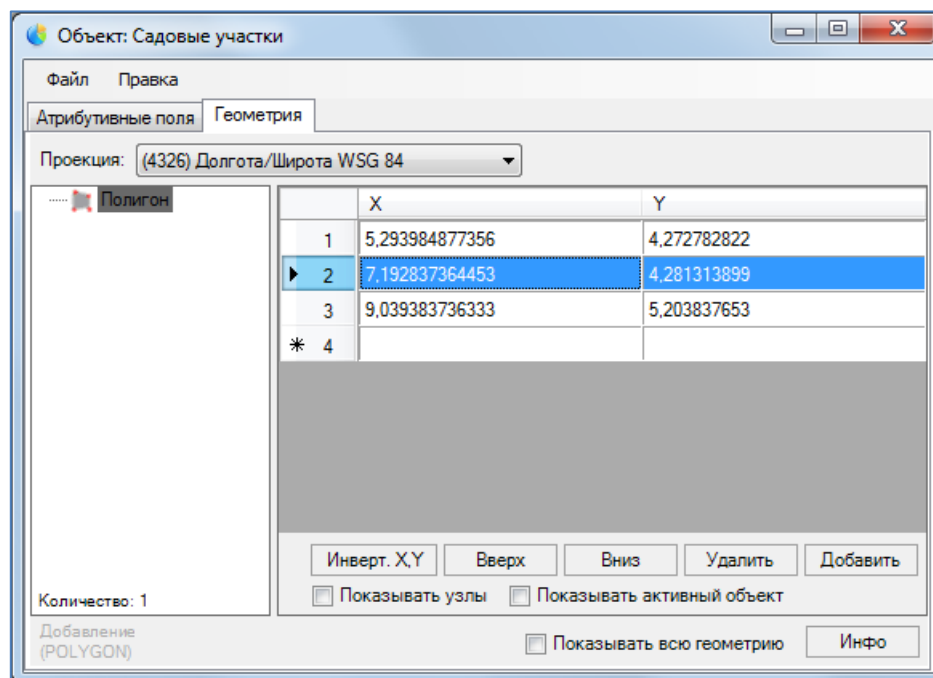 Объект: Садовые участки
Файл Правка
Атрибутивные поля Геометрия
Проекция: (4326) Долгота/Широта WSG 84
Полигон
X Y
1 5,293984877356 4,272782822
2 7,192837364453 4,281313899
3 9,039383736333 5,203837653
4
Инверт. X,Y Вверх Вниз Удалить Добавить
Показывать узлы Показывать активный объект
Количество: 1
Добавление
(POLYGON)
Показывать всю геометрию Инфо